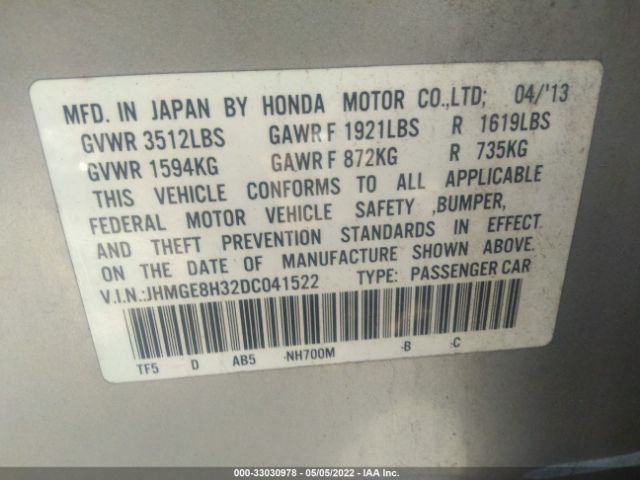 MFD. IN JAPAN BY HONDA MOTOR CO.,LTD; 04/'13
GVWR 3512LBS GAWR F 1921LBS R 1619LBS
GVWR 1594KG GAWR F 872KG R 735KG
THIS VEHICLE CONFORMS TO ALL APPLICABLE
FEDERAL MOTOR VEHICLE SAFETY ,BUMPER,
AND THEFT PREVENTION STANDARDS IN EFFECT
ON THE DATE OF MANUFACTURE SHOWN ABOVE.
V.I.N.:JHMGE8H32DC041522 TYPE: PASSENGER CAR
TF5 D AB5 -NH700M -B -C
000-33030978 - 05/05/2022 - IAA Inc.